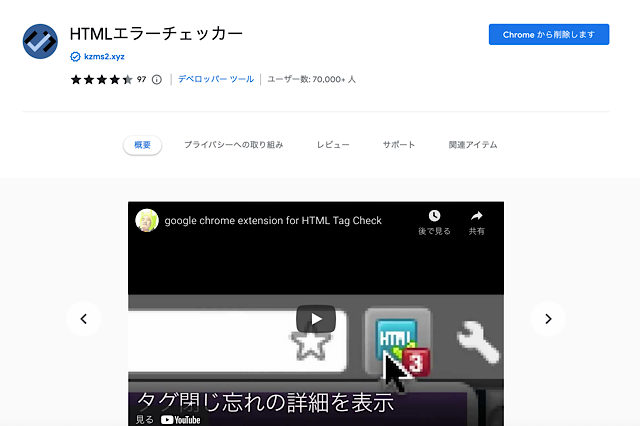 HTMLエラーチェッカー
Chrome から削除します
kzms2.xyz
97 デベロッパー ツール ユーザー数: 70,000+ 人
概要 プライバシーへの取り組み レビュー サポート 関連アイテム
google chrome extension for HTML Tag Check
後で見る 共有
HTML
3
タグ閉じ忘れの詳細を表示
見る YouTube